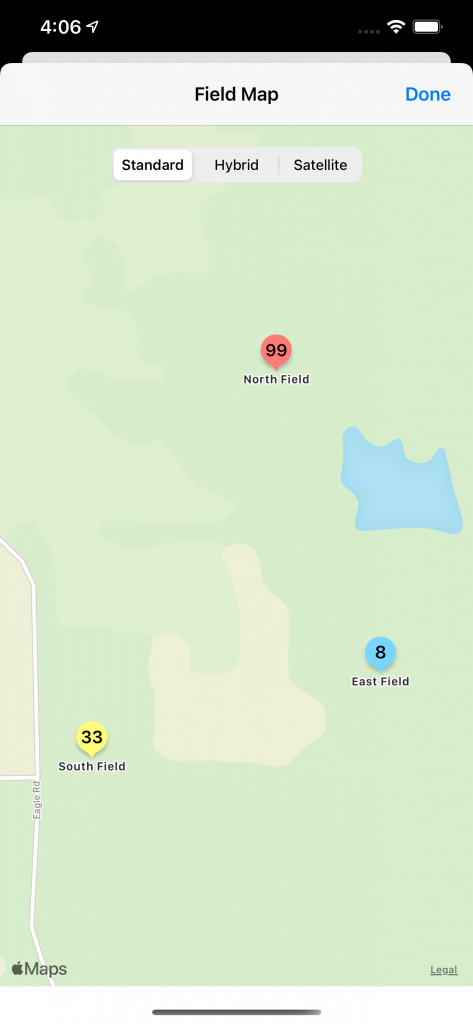 4:06
Field Map
Done
Standard
Hybrid
Satellite
99
North Field
8
East Field
33
South Field
Eagle Rd
Maps
Legal